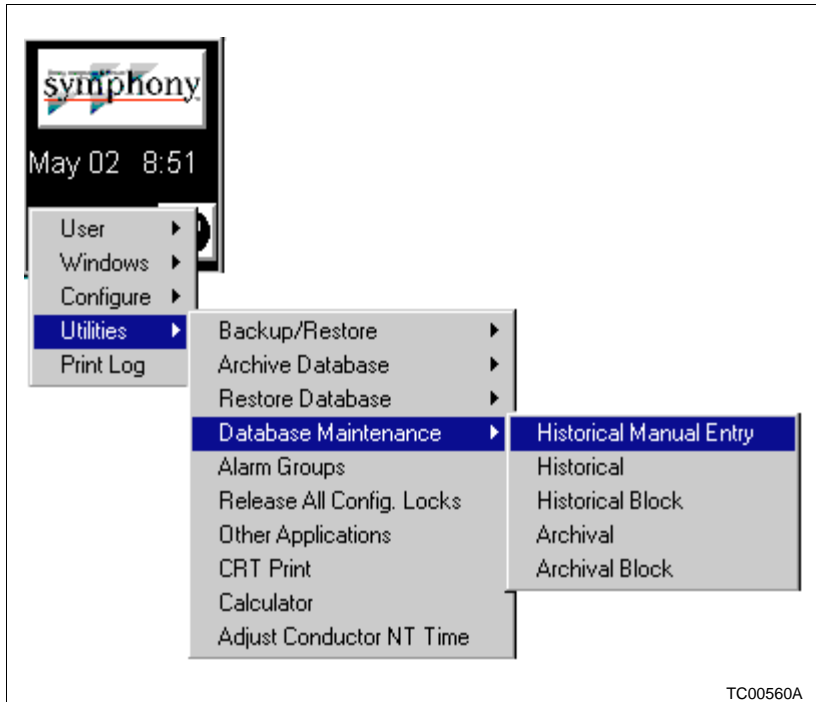 symphony
May 02 8:51
User
Windows
Configure
Utilities
Print Log
Backup/Restore
Archive Database
Restore Database
Database Maintenance
Alarm Groups
Release All Config. Locks
Other Applications
CRT Print
Calculator
Adjust Conductor NT Time
Historical Manual Entry
Historical
Historical Block
Archival
Archival Block
TC00560A